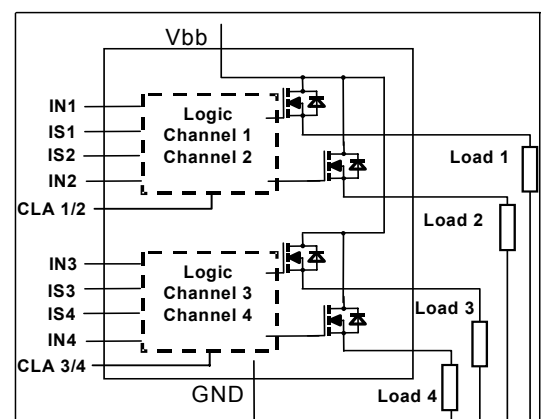 Vbb
IN1
IS1
IS2
IN2
CLA 1/2
Logic
Channel 1
Channel 2
Load 1
Load 2
IN3
IS3
IS4
IN4
CLA 3/4
Logic
Channel 3
Channel 4
Load 3
Load 4
GND